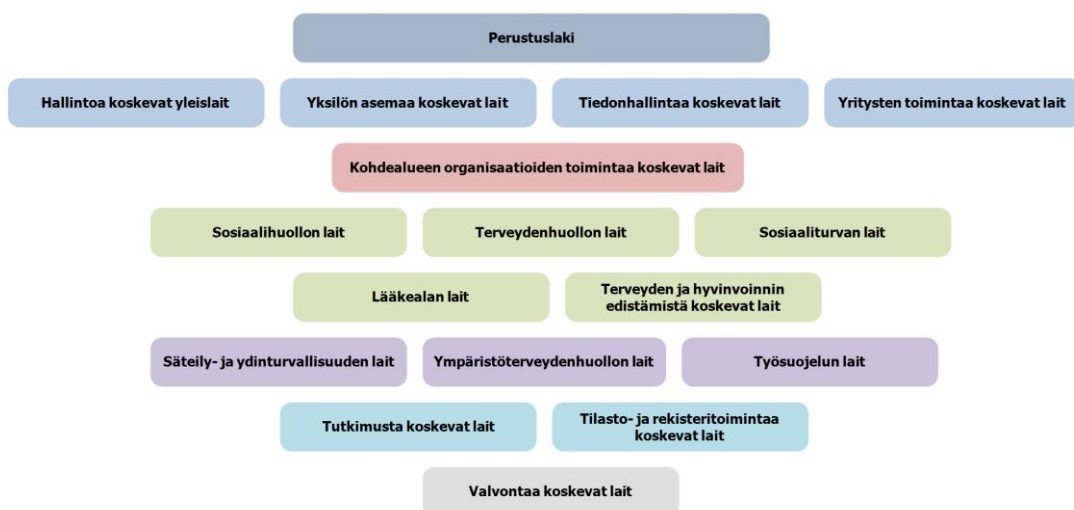 Perustuslaki
Hallintoa koskevat yleislait
Yksilön asemaa koskevat lait
Tiedonhallintaa koskevat lait
Yritysten toimintaa koskevat lait
Kohdealueen organisaatioiden toimintaa koskevat lait
Sosiaalihuollon lait
Terveydenhuollon lait
Sosiaaliturvan lait
Lääkealan lait
Terveyden ja hyvinvoinnin
edistämistä koskevat lait
Säteily- ja ydinturvallisuuden lait
Ympäristöterveydenhuollon lait
Työsuojelun lait
Tutkimusta koskevat lait
Tilasto- ja rekisteritoimintaa
koskevat lait
Valvontaa koskevat lait